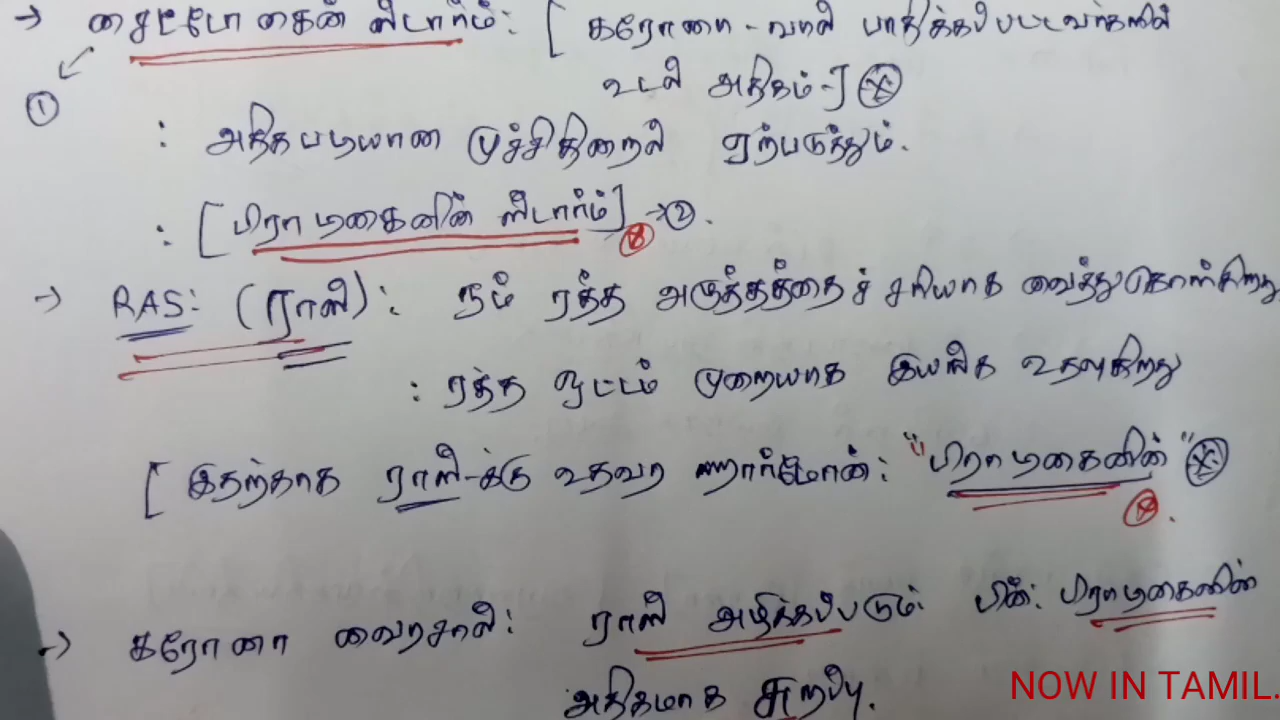 → சைட்டோகைன் ஸ்டார்ம்: [கரோனா-வால் பாதிக்கப்பட்டவர்களில்
① உடல் அதிகம்-]
: அதிகபடியான மூச்சுதிணறல் ஏற்படுத்தும்.
: [பிராடிகைனின் ஸ்டார்ம்] → ②.
→ RAS: (ராஸ்): நம் ரத்த அழுத்தத்தைச் சரியாக வைத்துகொள்கிறது
: ரத்த ஓட்டம் முறையாக இயங்க உதவுகிறது
[இதற்காக ராஸ்-க்கு உதவும் ஹார்மோன்: "பிராடிகைனின்"
→ கரோனா வைரசால்: ராஸ் அழிக்கப்படும்: பின்: பிராடிகைனின்
அதிகமாக சுரப்பு.
NOW IN TAMIL.